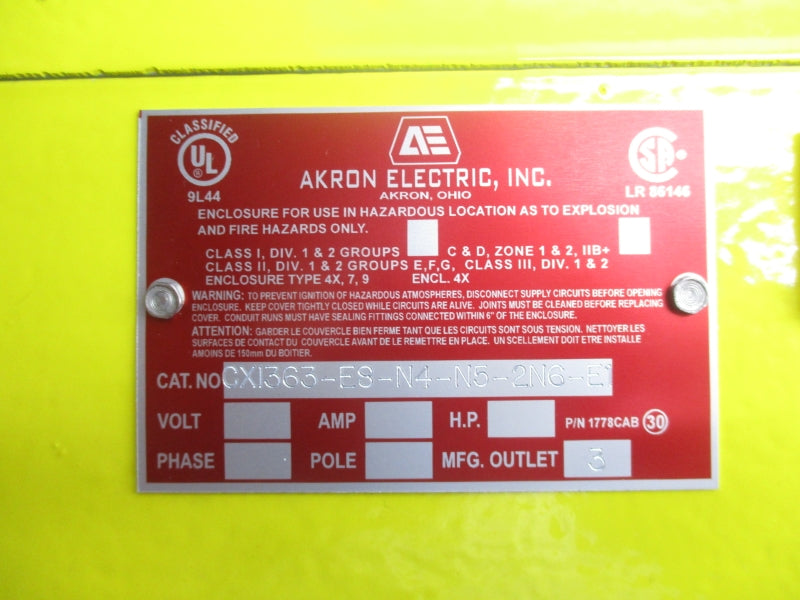 CLASSIFIED
UL
®
9L44
AE
AKRON ELECTRIC, INC.
AKRON, OHIO
CSA
®
LR 86146
ENCLOSURE FOR USE IN HAZARDOUS LOCATION AS TO EXPLOSION
AND FIRE HAZARDS ONLY.
CLASS I, DIV. 1 & 2 GROUPS C & D, ZONE 1 & 2, IIB+
CLASS II, DIV. 1 & 2 GROUPS E,F,G, CLASS III, DIV. 1 & 2
ENCLOSURE TYPE 4X, 7, 9 ENCL. 4X
WARNING: TO PREVENT IGNITION OF HAZARDOUS ATMOSPHERES, DISCONNECT SUPPLY CIRCUITS BEFORE OPENING
ENCLOSURE. KEEP COVER TIGHTLY CLOSED WHILE CIRCUITS ARE ALIVE. JOINTS MUST BE CLEANED BEFORE REPLACING
COVER. CONDUIT RUNS MUST HAVE SEALING FITTINGS CONNECTED WITHIN 6" OF THE ENCLOSURE.
ATTENTION: GARDER LE COUVERCLE BIEN FERME TANT QUE LES CIRCUITS SONT SOUS TENSION. NETTOYER LES
SURFACES DE CONTACT DU COUVERCLE AVANT DE LE REMETTRE EN PLACE. UN SCELLEMENT DOIT ETRE INSTALLE
AMOINS DE 150mm DU BOITIER.
CAT. NO CX1363-E8-N4-N5-2N6-E1
VOLT AMP H.P. P/N 1778CAB 30
PHASE POLE MFG. OUTLET 3